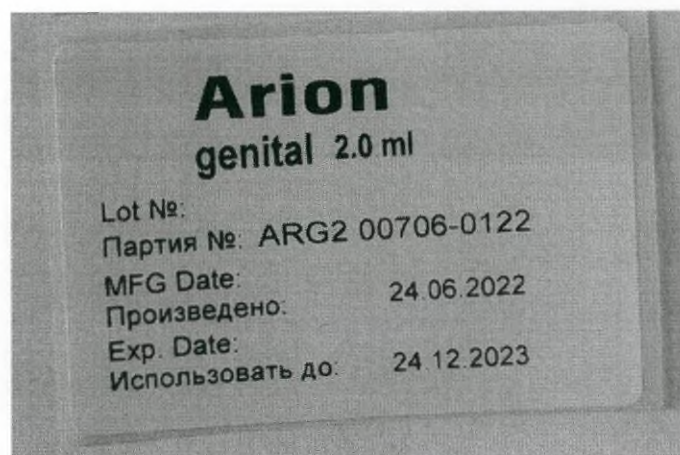 Arion
genital 2.0 ml
Lot №:
Партия №: ARG2 00706-0122
MFG Date:
Произведено: 24.06.2022
Exp. Date:
Использовать до: 24.12.2023